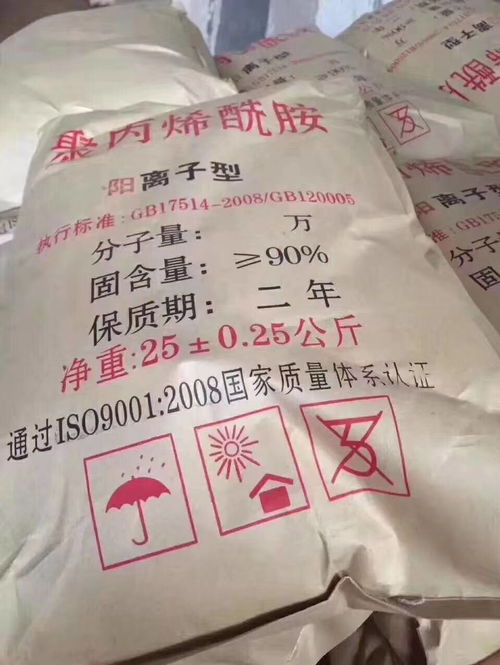 聚丙烯酰胺
阳离子型
执行标准:GB17514-2008/GB120005
分子量: 万
固含量: ≥90%
保质期: 二年
净重:25±0.25公斤
通过ISO9001:2008国家质量体系认证